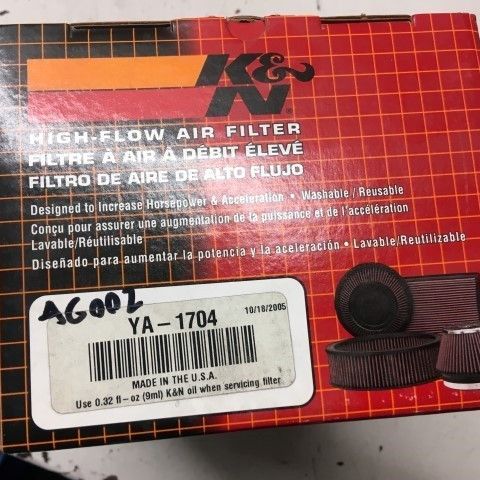 K&N
HIGH-FLOW AIR FILTER
FILTRE À AIR À DÉBIT ÉLEVÉ
FILTRO DE AIRE DE ALTO FLUJO
Designed to Increase Horsepower & Acceleration • Washable / Reusable
Conçu pour assurer une augmentation de la puissance et de l'accélération
Lavable/Réutilisable
Diseñado para aumentar la potencia y la aceleración • Lavable/Reutilizable
AG002
YA-1704
10/18/2005
MADE IN THE U.S.A.
Use 0.32 fl-oz (9ml) K&N oil when servicing filter